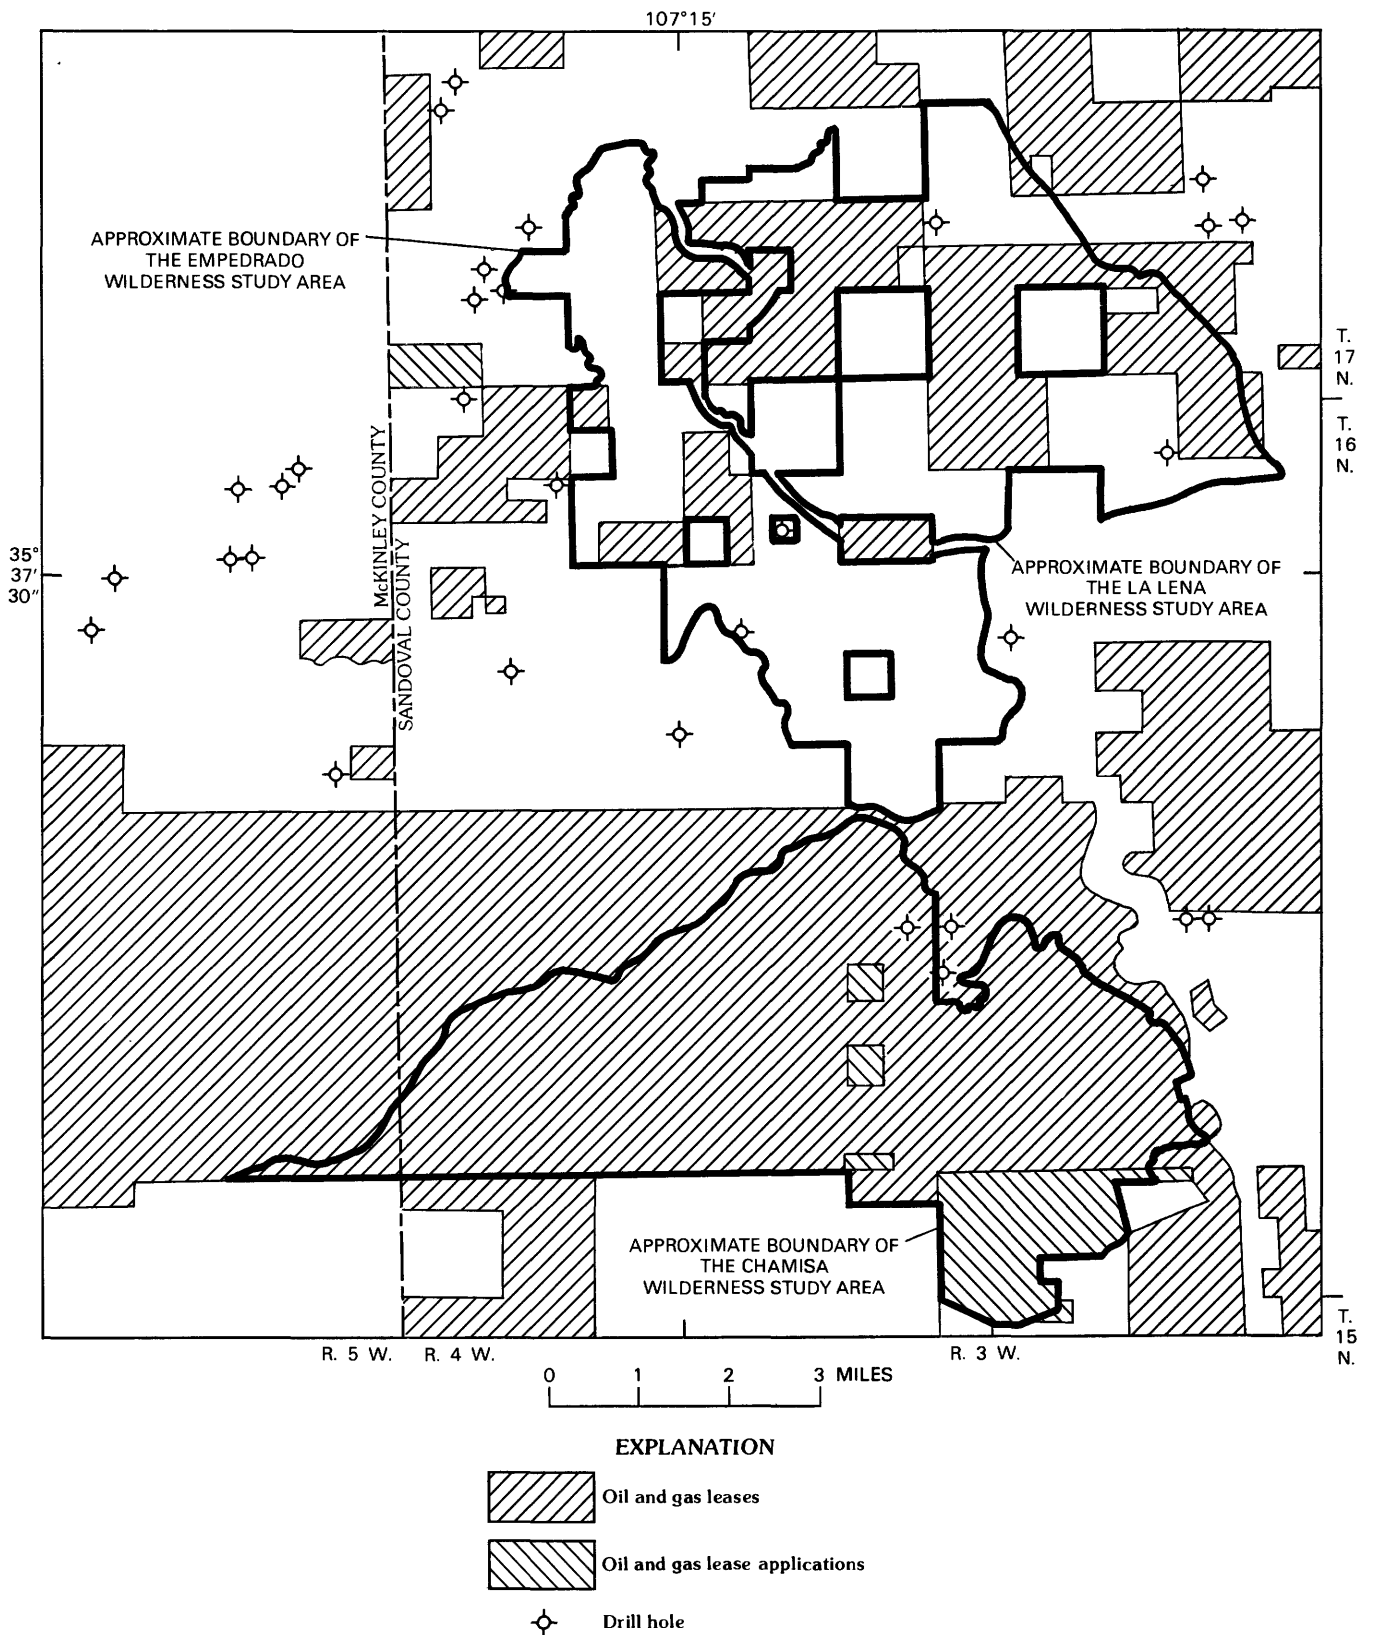 107°15′
APPROXIMATE BOUNDARY OF
THE EMPEDRADO
WILDERNESS STUDY AREA
T.
17
N.
T.
16
N.
McKINLEY COUNTY
SANDOVAL COUNTY
35°
37′
30″
APPROXIMATE BOUNDARY OF
THE LA LENA
WILDERNESS STUDY AREA
APPROXIMATE BOUNDARY OF
THE CHAMISA
WILDERNESS STUDY AREA
T.
15
N.
R. 5 W. R. 4 W. R. 3 W.
0 1 2 3 MILES
EXPLANATION
Oil and gas leases
Oil and gas lease applications
Drill hole